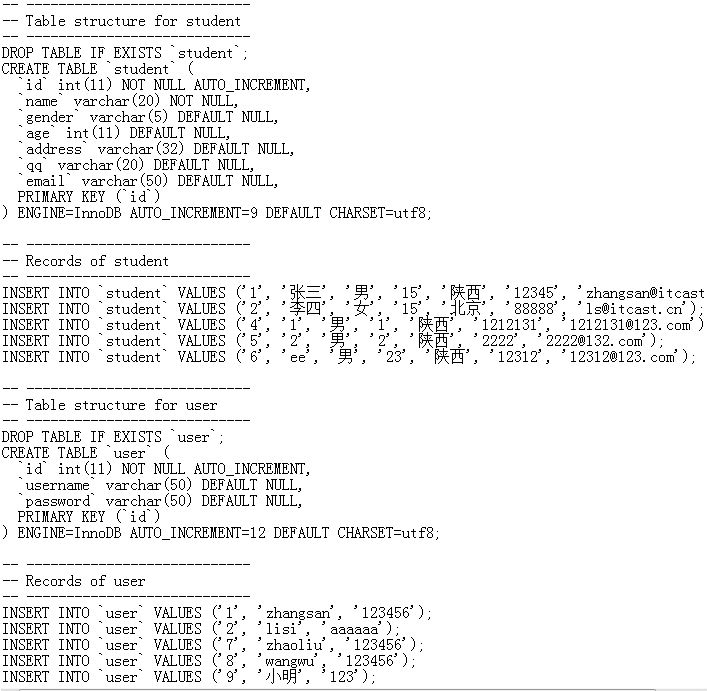 -- ----------------------------
-- Table structure for student
-- ----------------------------
DROP TABLE IF EXISTS `student`;
CREATE TABLE `student` (
  `id` int(11) NOT NULL AUTO_INCREMENT,
  `name` varchar(20) NOT NULL,
  `gender` varchar(5) DEFAULT NULL,
  `age` int(11) DEFAULT NULL,
  `address` varchar(32) DEFAULT NULL,
  `qq` varchar(20) DEFAULT NULL,
  `email` varchar(50) DEFAULT NULL,
  PRIMARY KEY (`id`)
) ENGINE=InnoDB AUTO_INCREMENT=9 DEFAULT CHARSET=utf8;
-- ----------------------------
-- Records of student
-- ----------------------------
INSERT INTO `student` VALUES ('1', '张三', '男', '15', '陕西', '12345', 'zhangsan@itcast
INSERT INTO `student` VALUES ('2', '李四', '女', '15', '北京', '88888', 'ls@itcast.cn');
INSERT INTO `student` VALUES ('4', '1', '男', '1', '陕西', '1212131', '1212131@123.com')
INSERT INTO `student` VALUES ('5', '2', '男', '2', '陕西', '2222', '2222@132.com');
INSERT INTO `student` VALUES ('6', 'ee', '男', '23', '陕西', '12312', '12312@123.com');
-- ----------------------------
-- Table structure for user
-- ----------------------------
DROP TABLE IF EXISTS `user`;
CREATE TABLE `user` (
  `id` int(11) NOT NULL AUTO_INCREMENT,
  `username` varchar(50) DEFAULT NULL,
  `password` varchar(50) DEFAULT NULL,
  PRIMARY KEY (`id`)
) ENGINE=InnoDB AUTO_INCREMENT=12 DEFAULT CHARSET=utf8;
-- ----------------------------
-- Records of user
-- ----------------------------
INSERT INTO `user` VALUES ('1', 'zhangsan', '123456');
INSERT INTO `user` VALUES ('2', 'lisi', 'aaaaaa');
INSERT INTO `user` VALUES ('7', 'zhaoliu', '123456');
INSERT INTO `user` VALUES ('8', 'wangwu', '123456');
INSERT INTO `user` VALUES ('9', '小明', '123');